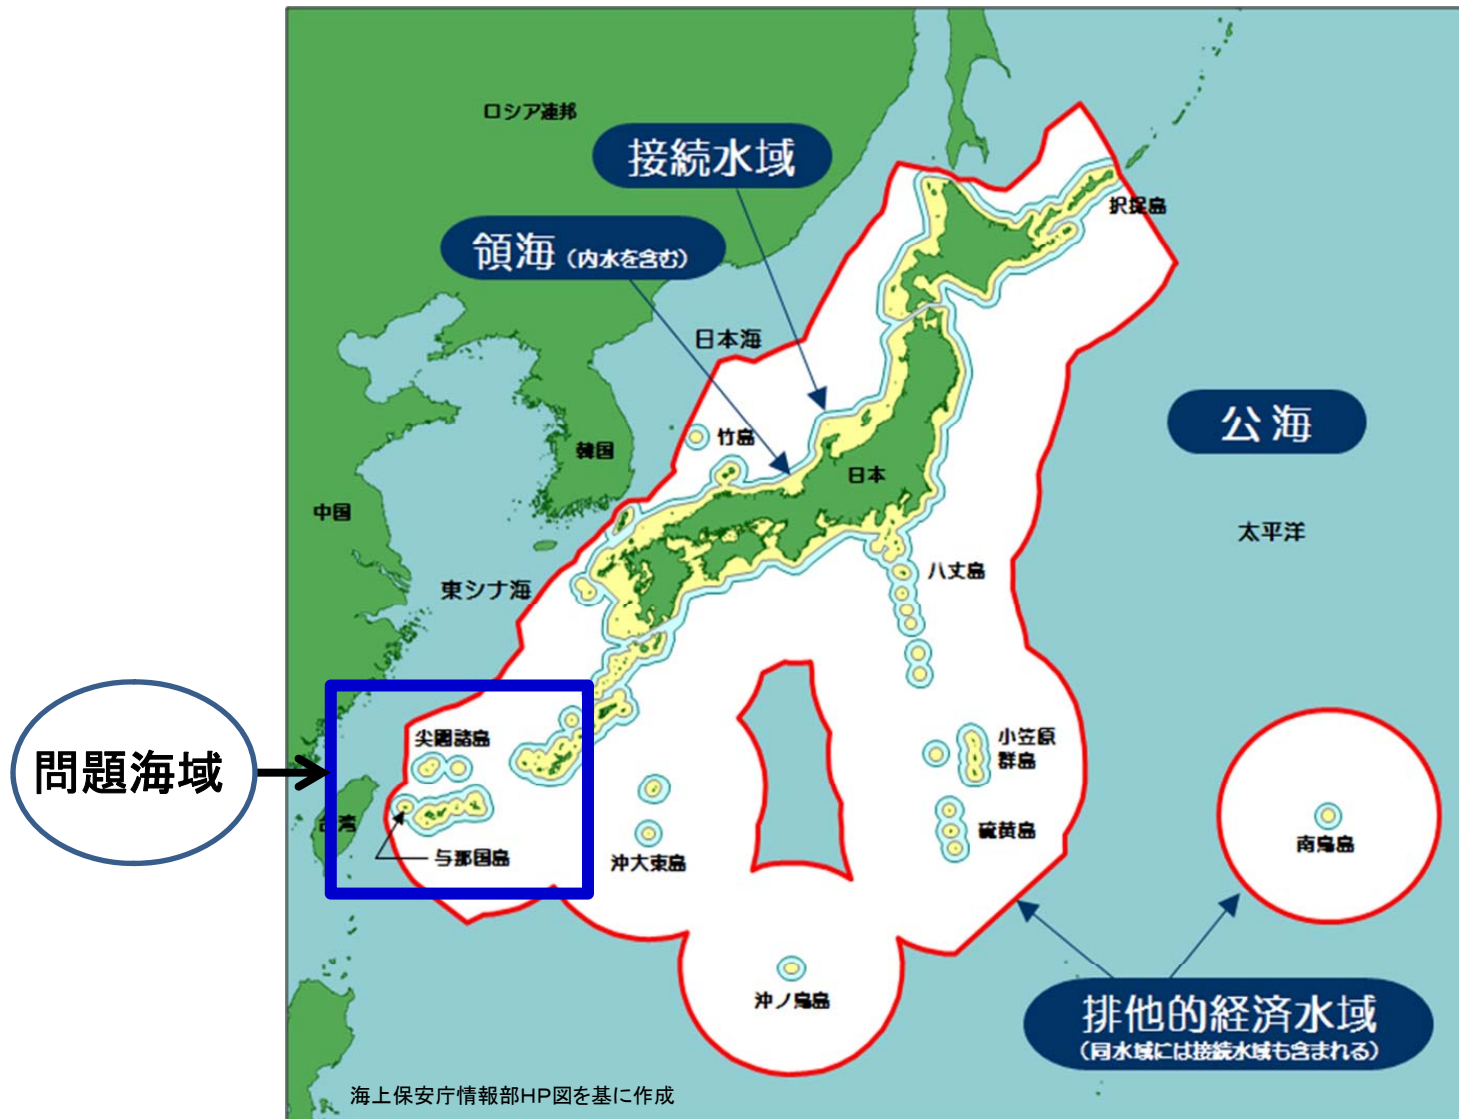 ロシア連邦
接続水域
択捉島
領海（内水を含む）
日本海
公海
竹島
韓国
日本
中国
太平洋
東シナ海
八丈島
問題海域
尖閣諸島
小笠原
群島
台湾
硫黄島
南鳥島
与那国島
沖大東島
沖ノ鳥島
排他的経済水域
（同水域には接続水域も含まれる）
海上保安庁情報部HP図を基に作成